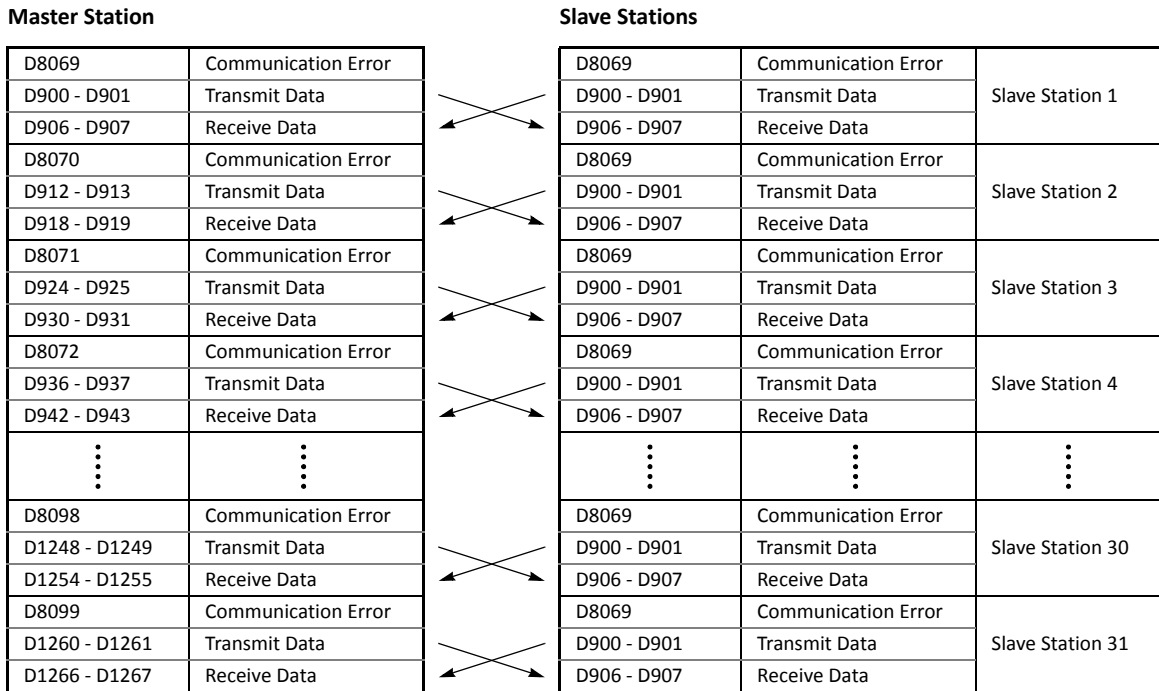 Master Station Slave Stations
D8069 Communication Error D8069 Communication Error
D900 - D901 Transmit Data D900 - D901 Transmit Data Slave Station 1
D906 - D907 Receive Data D906 - D907 Receive Data
D8070 Communication Error D8069 Communication Error
D912 - D913 Transmit Data D900 - D901 Transmit Data Slave Station 2
D918 - D919 Receive Data D906 - D907 Receive Data
D8071 Communication Error D8069 Communication Error
D924 - D925 Transmit Data D900 - D901 Transmit Data Slave Station 3
D930 - D931 Receive Data D906 - D907 Receive Data
D8072 Communication Error D8069 Communication Error
D936 - D937 Transmit Data D900 - D901 Transmit Data Slave Station 4
D942 - D943 Receive Data D906 - D907 Receive Data
D8098 Communication Error D8069 Communication Error
D1248 - D1249 Transmit Data D900 - D901 Transmit Data Slave Station 30
D1254 - D1255 Receive Data D906 - D907 Receive Data
D8099 Communication Error D8069 Communication Error
D1260 - D1261 Transmit Data D900 - D901 Transmit Data Slave Station 31
D1266 - D1267 Receive Data D906 - D907 Receive Data